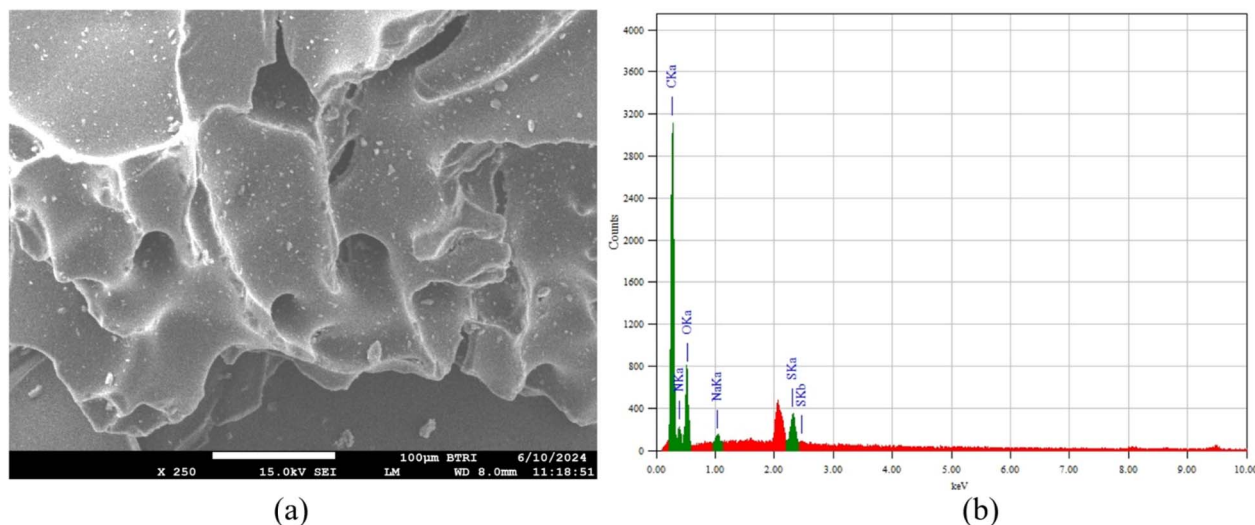 100μm BTRI 6/10/2024
X 250 15.0kV SEI LM WD 8.0mm 11:18:51
(a)
4000
3600
3200
2800
2400
2000
1600
1200
800
400
0
Counts
CKa
NKa
OKa
NaKa
SKa
SKb
0.00 1.00 2.00 3.00 4.00 5.00 6.00 7.00 8.00 9.00 10.00
keV
(b)